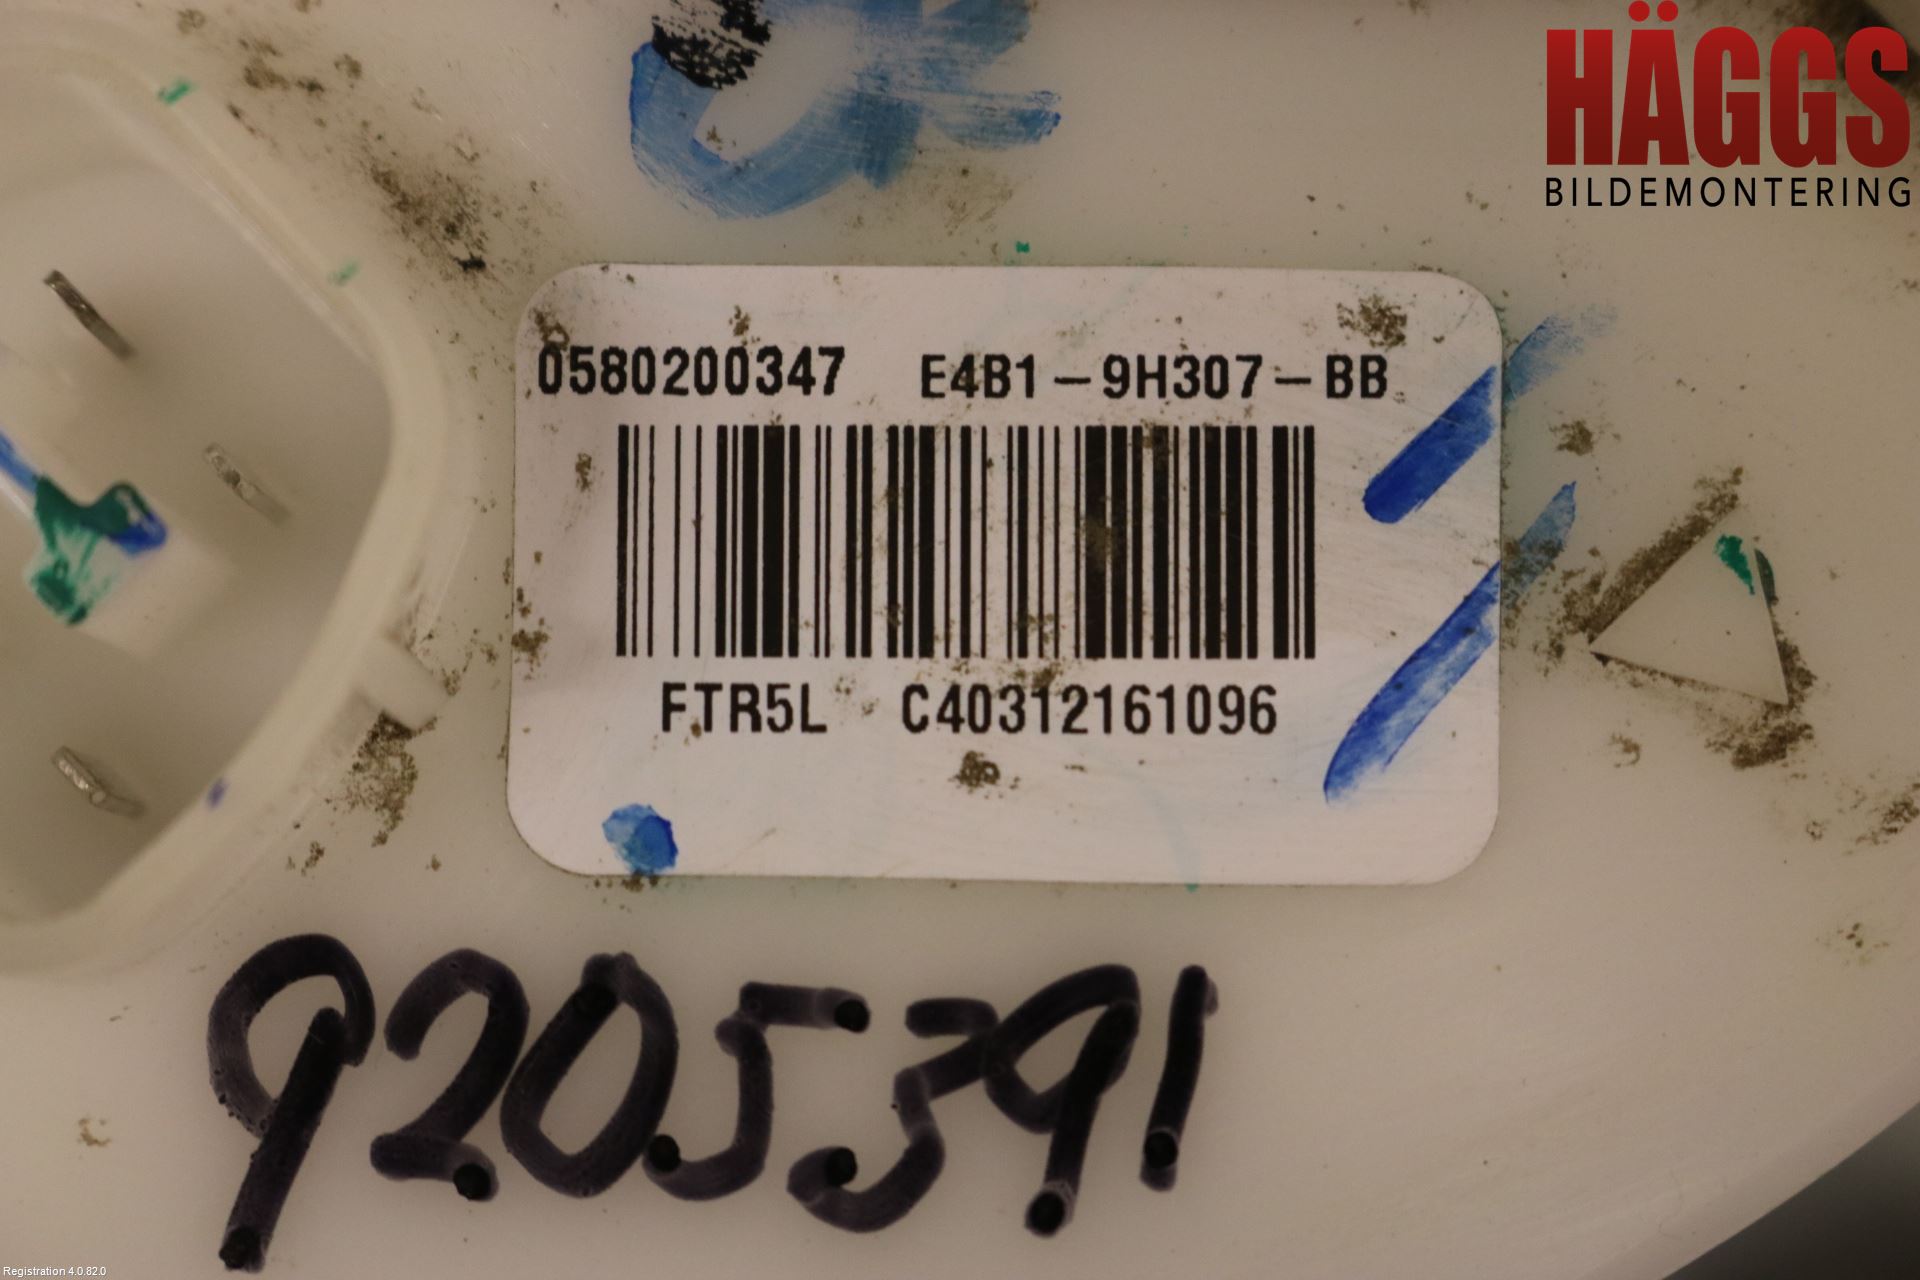 HÄGGS
BILDEMONTERING
0580200347 E4B1-9H307-BB
FTR5L C40312161096
9205391
Registration 4.0.82.0